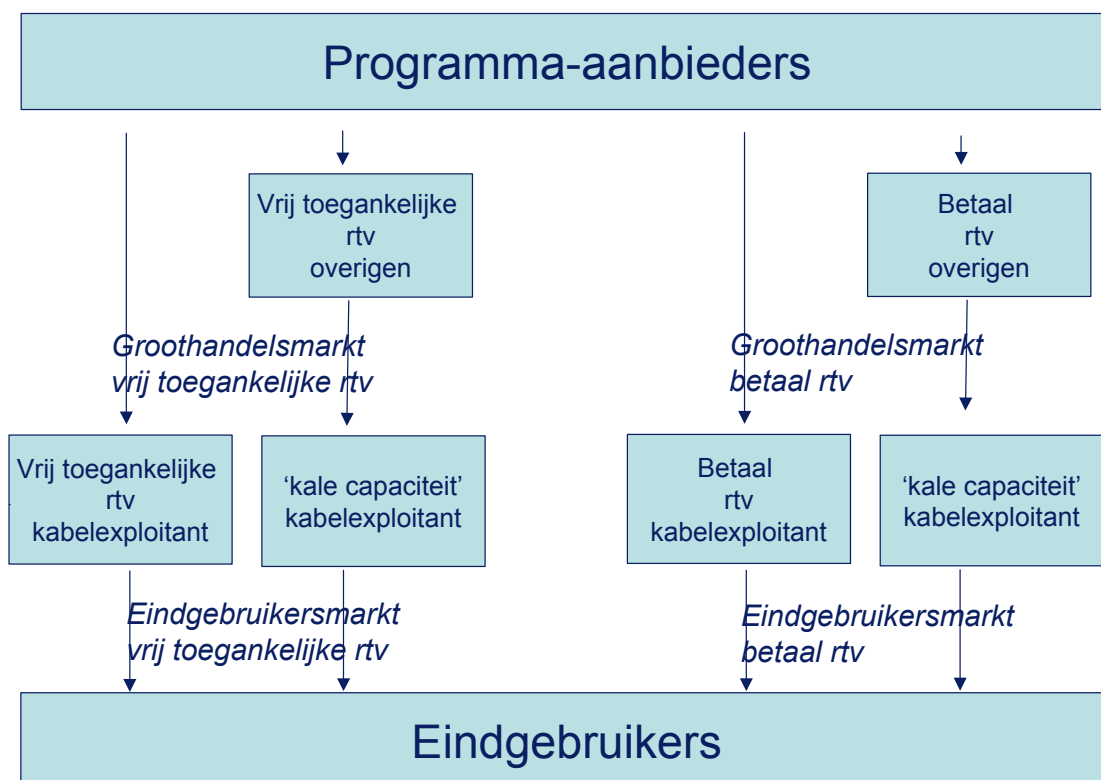 Programma-aanbieders
Vrij toegankelijke
rtv
overigen
Betaal
rtv
overigen
Groothandelsmarkt
vrij toegankelijke rtv
Groothandelsmarkt
betaal rtv
Vrij toegankelijke
rtv
kabelexploitant
‘kale capaciteit’
kabelexploitant
Betaal
rtv
kabelexploitant
‘kale capaciteit’
kabelexploitant
Eindgebruikersmarkt
vrij toegankelijke rtv
Eindgebruikersmarkt
betaal rtv
Eindgebruikers